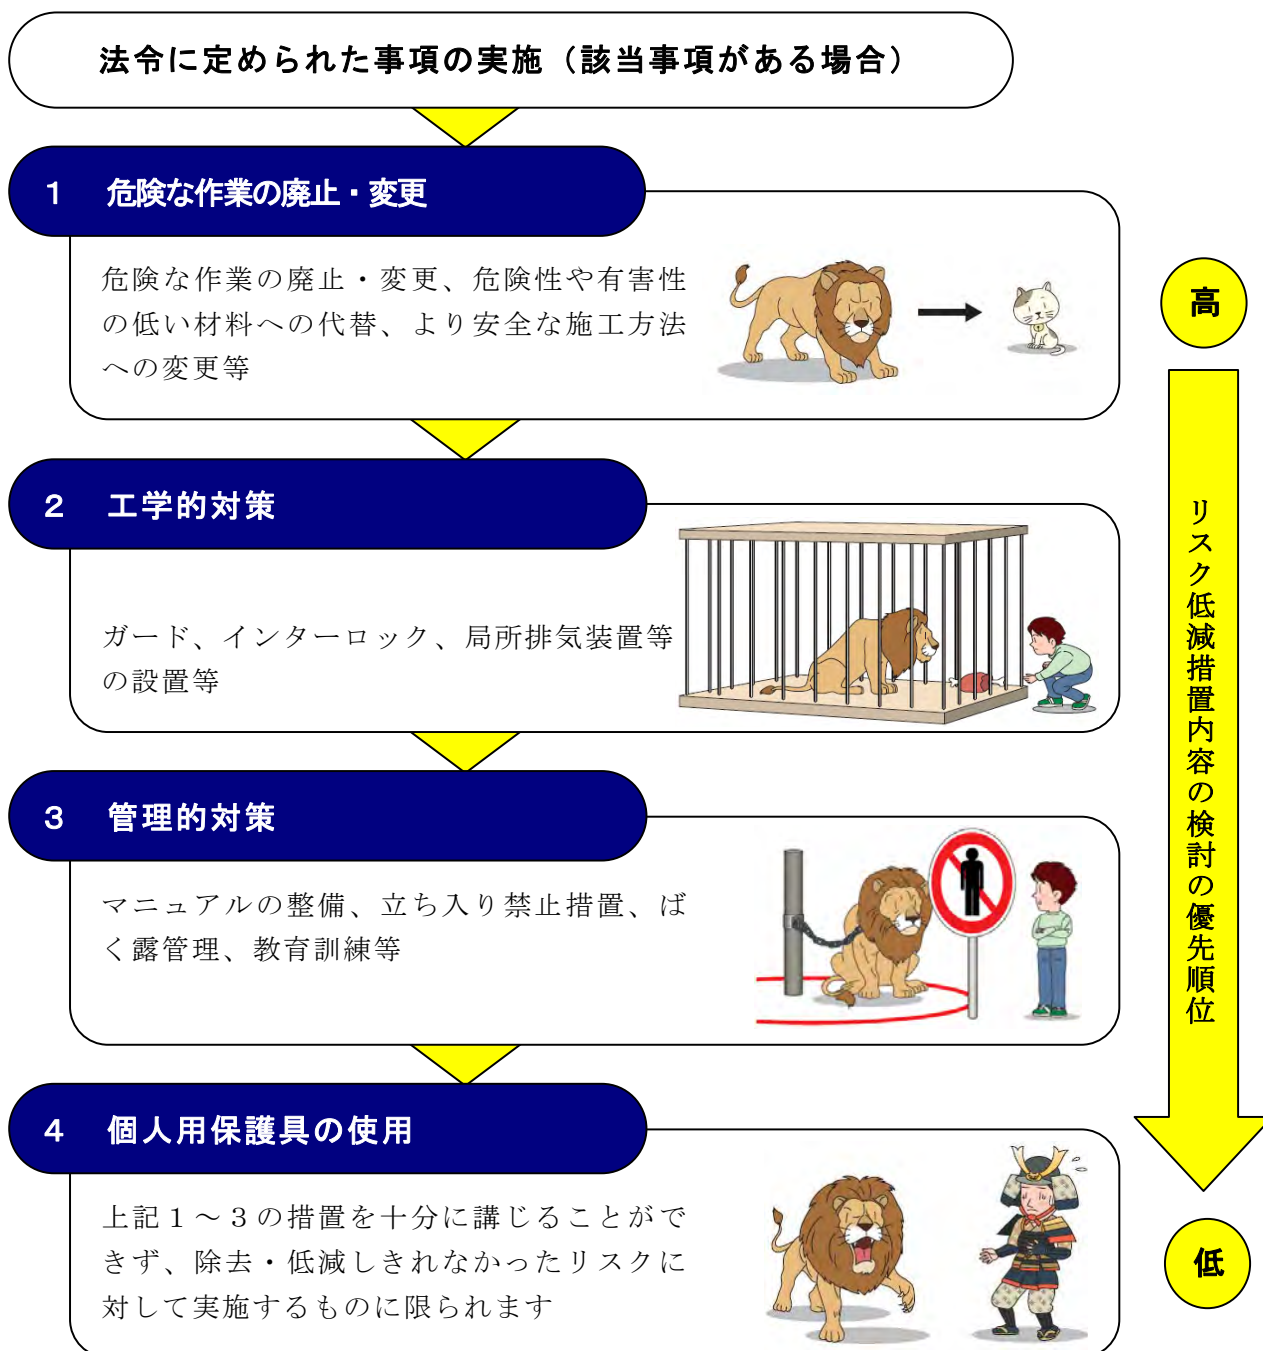 法令に定められた事項の実施（該当事項がある場合）
１　危険な作業の廃止・変更
危険な作業の廃止・変更、危険性や有害性
の低い材料への代替、より安全な施工方法
への変更等
高
２　工学的対策
ガード、インターロック、局所排気装置等
の設置等
リスク低減措置内容の検討の優先順位
３　管理的対策
マニュアルの整備、立ち入り禁止措置、ば
く露管理、教育訓練等
４　個人用保護具の使用
上記１～３の措置を十分に講じることがで
きず、除去・低減しきれなかったリスクに
対して実施するものに限られます
低